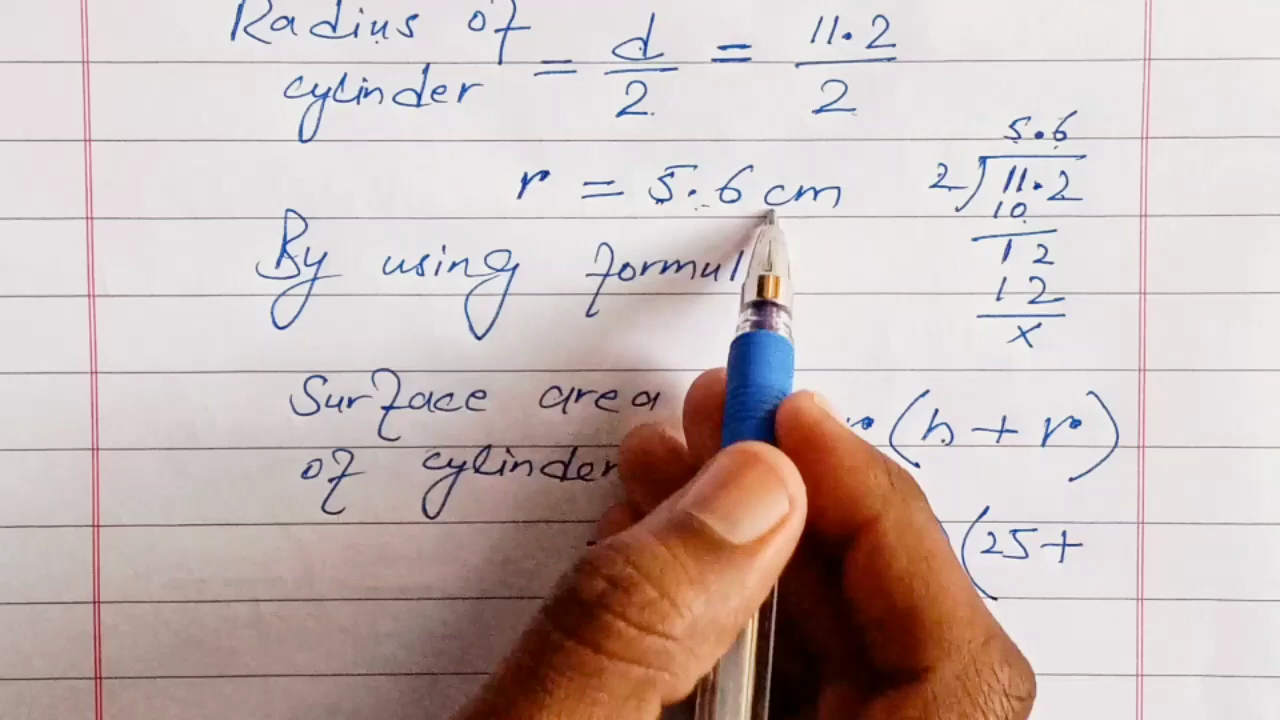 Radius of
cylinder = d/2 = 11.2/2
r = 5.6 cm
5.6
2)11.2
10
12
12
x
By using
Surface area (h + r)
of cylinder
(25 +